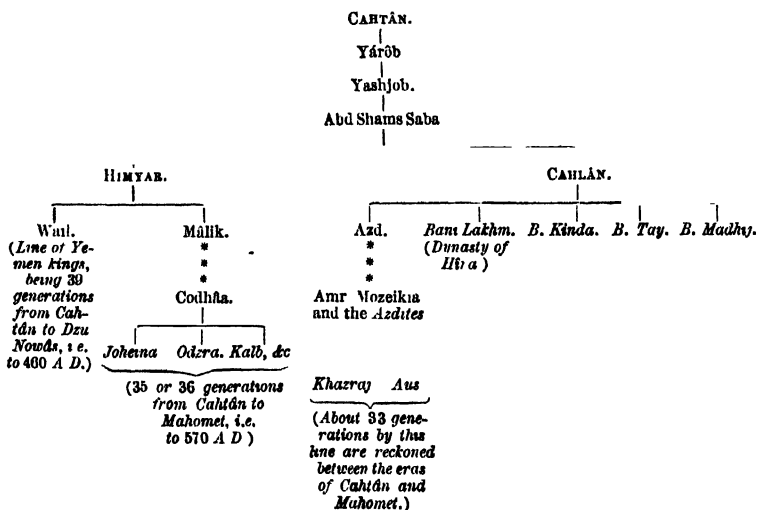 CAHTÂN.
Yárôb
Yashjob.
Abd Shams Saba
HIMYAR.
CAHLÂN.
Wail.
(Line of Ye-
men kings,
being 39
generations
from Cah-
tân to Dzu
Nowâs, i e.
to 460 A D.)
Mâlik.
*
*
*
Codhâa.
Joheina Odzra. Kalb, &c
(35 or 36 generations
from Cahtân to
Mahomet, i.e.
to 570 A D)
Azd.
*
*
*
Amr Mozeikia
and the Azdites
Khazraj Aus
(About 33 gene-
rations by this
line are reckoned
between the eras
of Cahtân and
Mahomet.)
Bani Lakhm.
(Dynasty of
Hîra)
B. Kinda.
B. Tay.
B. Madhij.